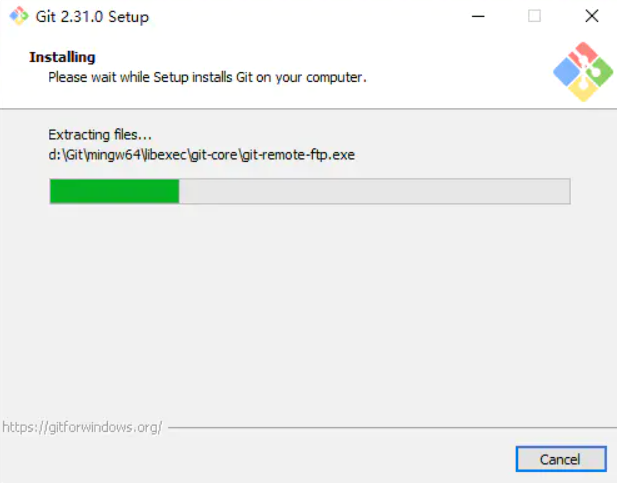 Git 2.31.0 Setup
Installing
Please wait while Setup installs Git on your computer.
Extracting files...
d:\Git\mingw64\libexec\git-core\git-remote-ftp.exe
https://gitforwindows.org/
Cancel